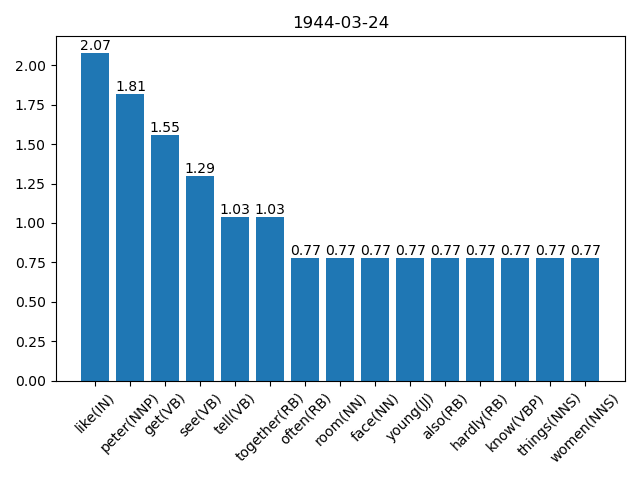 1944-03-24
2.07
1.81
1.55
1.29
1.03 1.03
0.77 0.77 0.77 0.77 0.77 0.77 0.77 0.77 0.77
2.00
1.75
1.50
1.25
1.00
0.75
0.50
0.25
0.00
like(IN)
peter(NNP)
get(VB)
see(VB)
tell(VB)
together(RB)
often(RB)
room(NN)
face(NN)
young(JJ)
also(RB)
hardly(RB)
know(VBP)
things(NNS)
women(NNS)